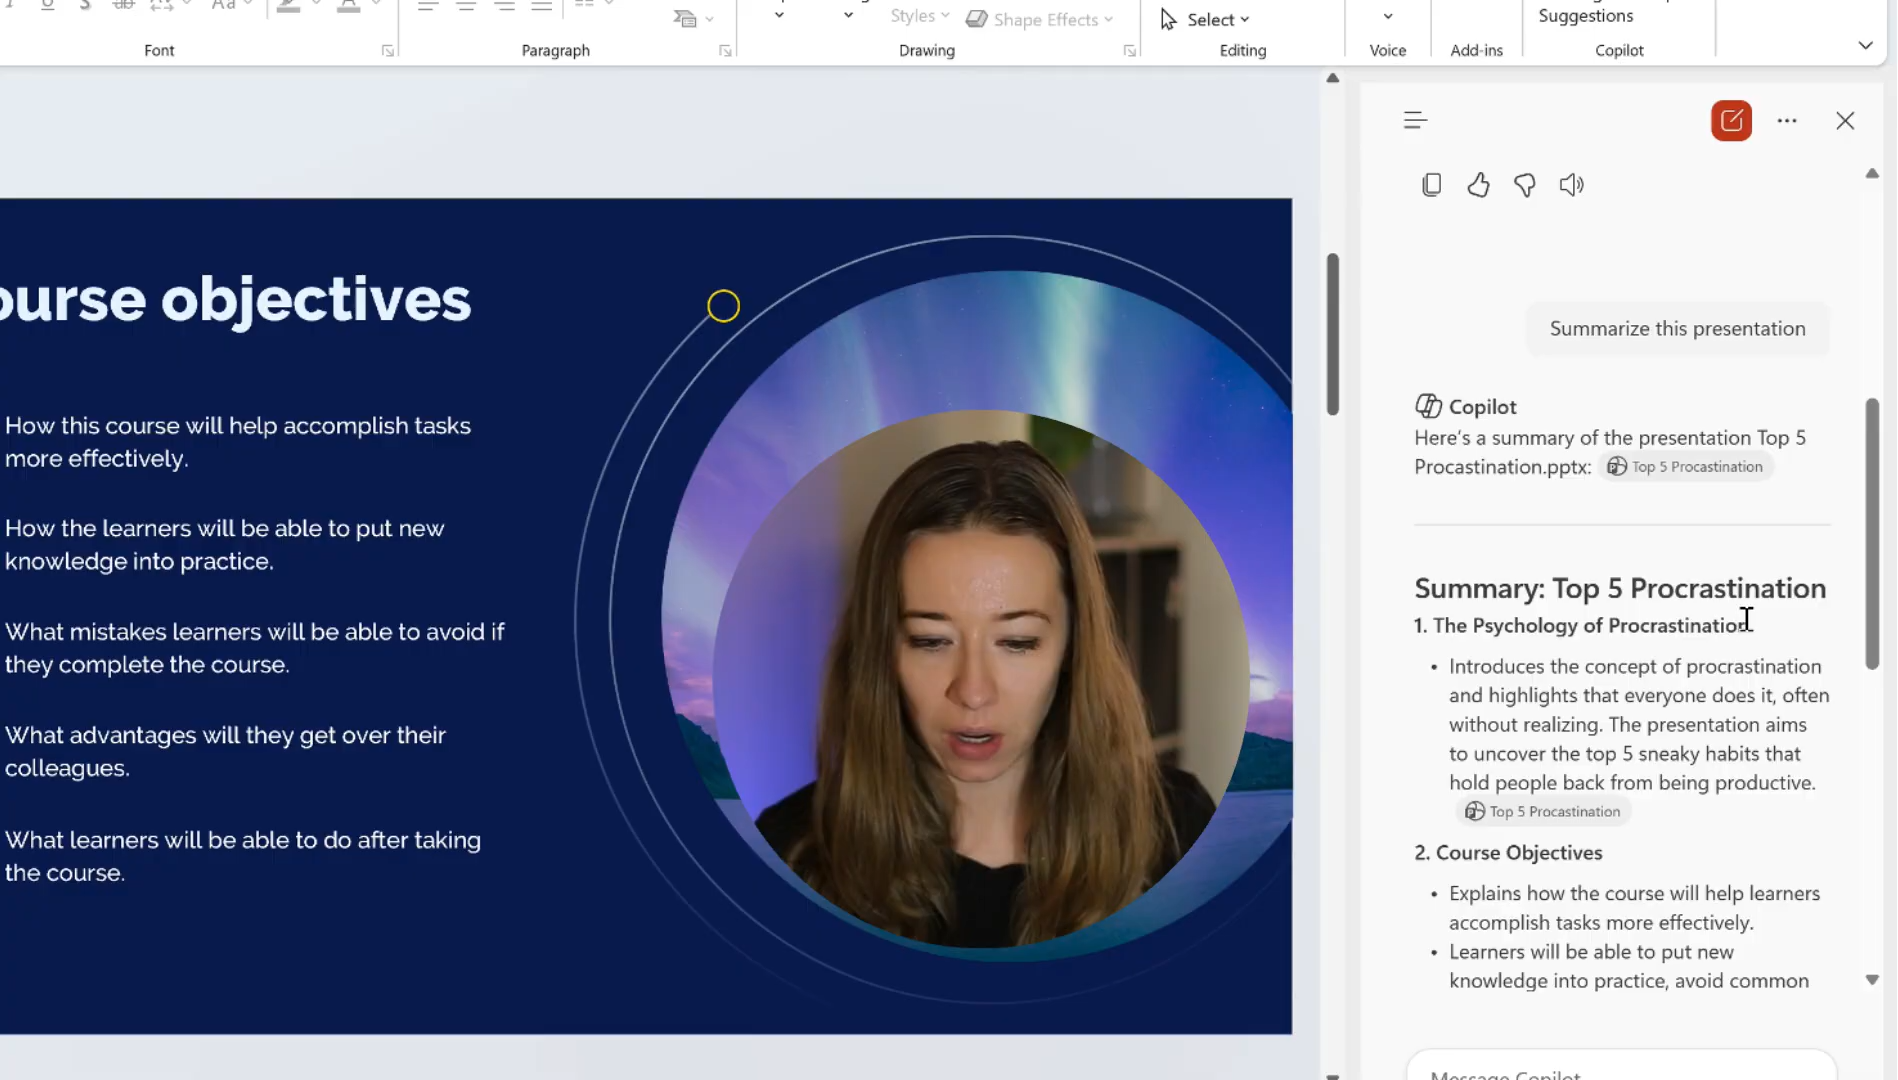 Aa
Styles
Shape Effects
Select
Suggestions
Font
Paragraph
Drawing
Editing
Voice
Add-ins
Copilot
ourse objectives
How this course will help accomplish tasks
more effectively.
How the learners will be able to put new
knowledge into practice.
What mistakes learners will be able to avoid if
they complete the course.
What advantages will they get over their
colleagues.
What learners will be able to do after taking
the course.
Summarize this presentation
Copilot
Here's a summary of the presentation Top 5
Procastination.pptx: Top 5 Procastination
Summary: Top 5 Procrastination
1. The Psychology of Procrastination
• Introduces the concept of procrastination
and highlights that everyone does it, often
without realizing. The presentation aims
to uncover the top 5 sneaky habits that
hold people back from being productive.
Top 5 Procastination
2. Course Objectives
• Explains how the course will help learners
accomplish tasks more effectively.
• Learners will be able to put new
knowledge into practice, avoid common
Message Copilot